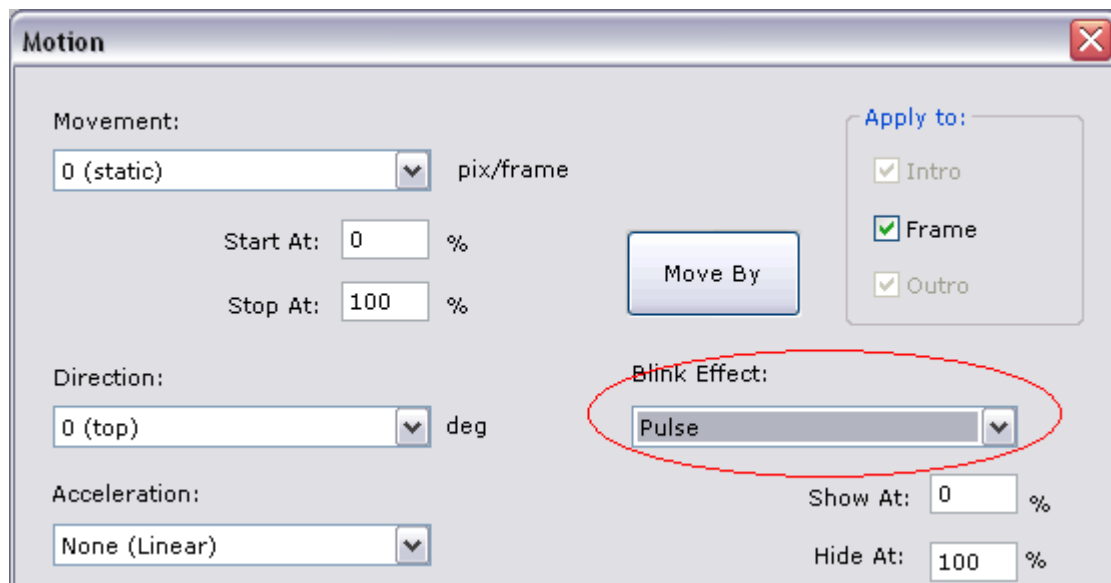 Motion
Movement:
0 (static)
pix/frame
Start At: 0 %
Stop At: 100 %
Move By
Apply to:
Intro
Frame
Outro
Direction:
0 (top)
deg
Blink Effect:
Pulse
Acceleration:
None (Linear)
Show At: 0 %
Hide At: 100 %